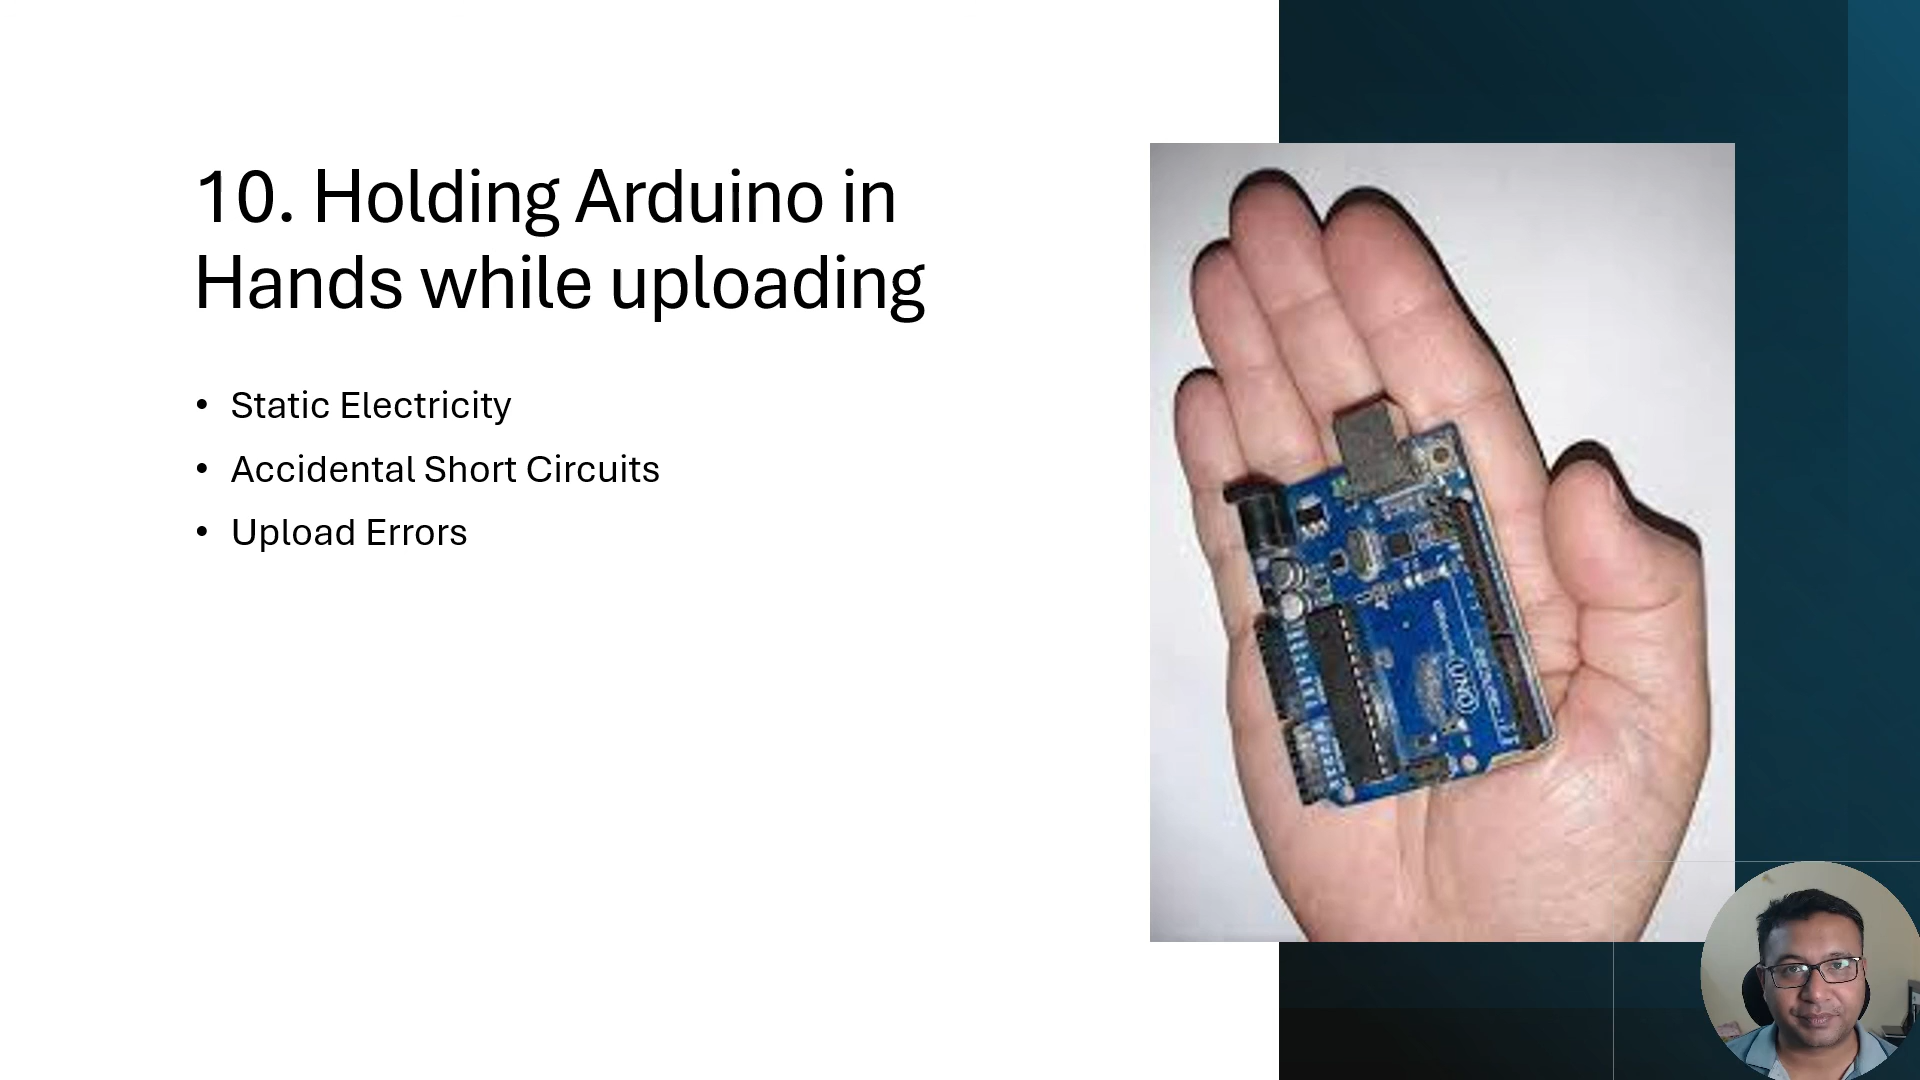 10. Holding Arduino in
Hands while uploading
• Static Electricity
• Accidental Short Circuits
• Upload Errors
UNO